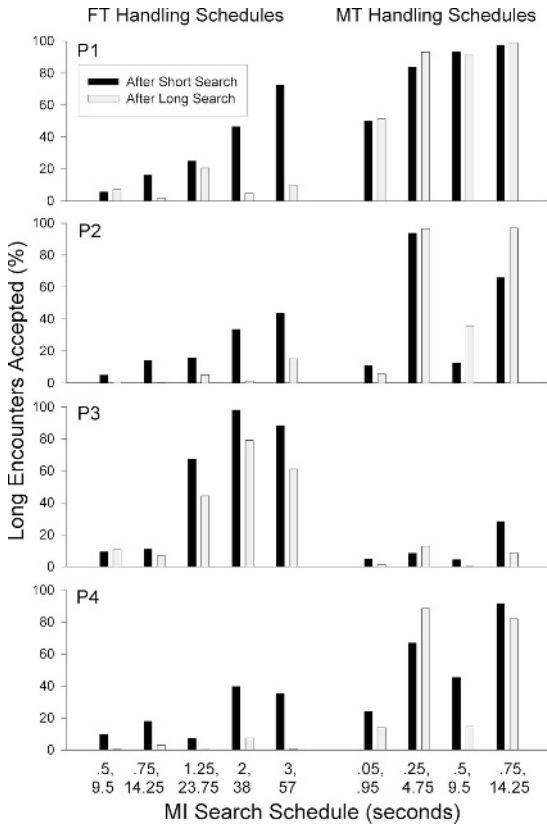 FT Handling Schedules
MT Handling Schedules
P1
After Short Search
After Long Search
100
80
60
40
20
0
P2
100
80
60
40
20
0
P3
100
80
60
40
20
0
P4
100
80
60
40
20
0
Long Encounters Accepted (%)
.5, .75, 1.25, 2, 3, .05, .25, .5, .75,
9.5 14.25 23.75 38 57 .95 4.75 9.5 14.25
MI Search Schedule (seconds)